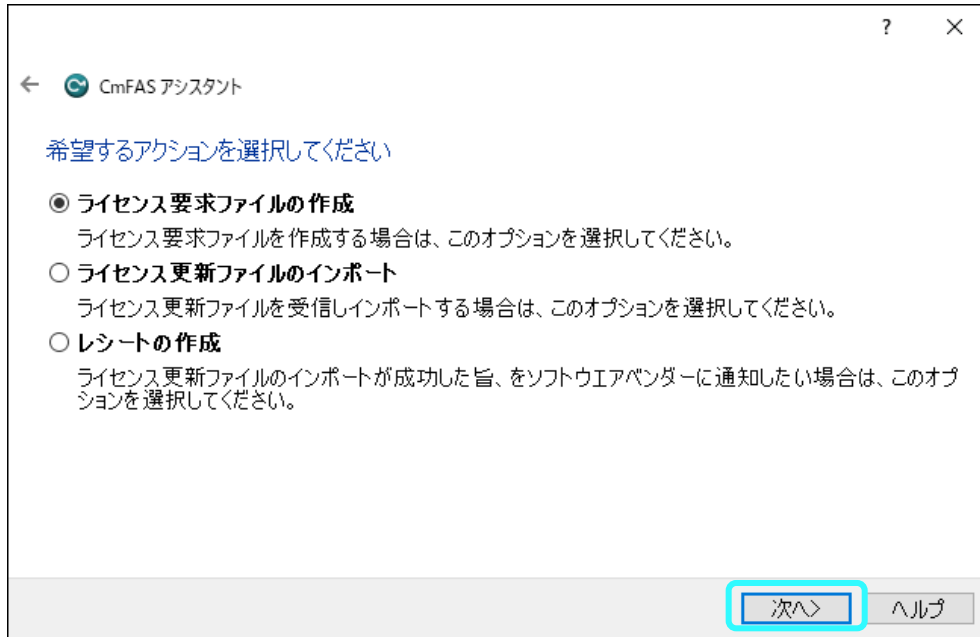 ?
CmFAS アシスタント
希望するアクションを選択してください
ライセンス要求ファイルの作成
ライセンス要求ファイルを作成する場合は、このオプションを選択してください。
ライセンス更新ファイルのインポート
ライセンス更新ファイルを受信しインポートする場合は、このオプションを選択してください。
レシートの作成
ライセンス更新ファイルのインポートが成功した旨、をソフトウエアベンダーに通知したい場合は、このオプ
ションを選択してください。
次へ>
ヘルプ